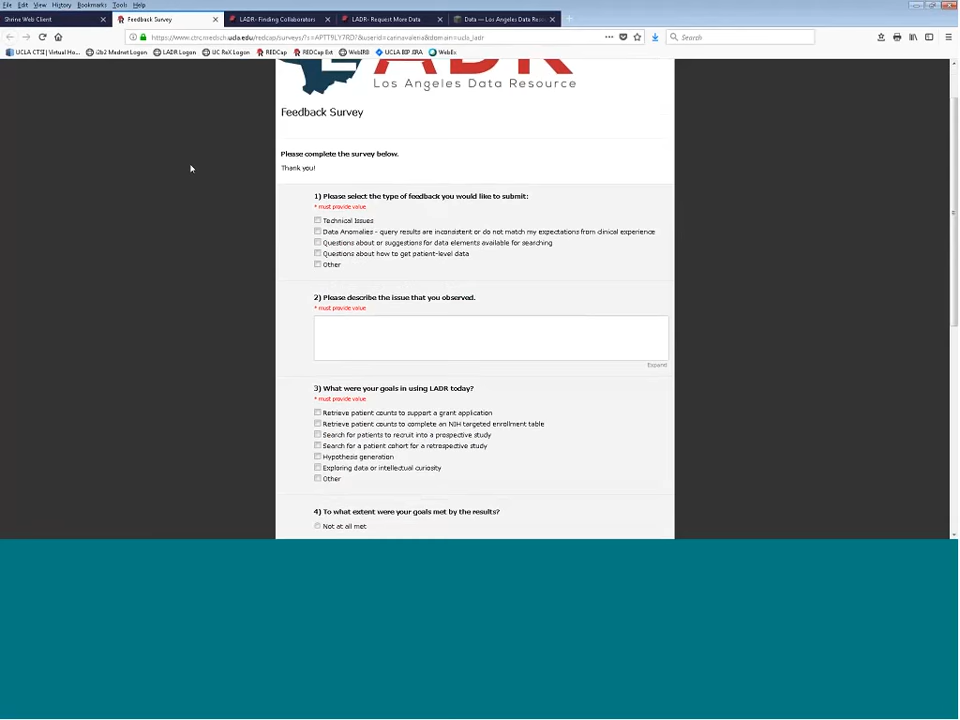 File Edit View History Bookmarks Tools Help
Shrine Web Client
Feedback Survey
LADR- Finding Collaborators
LADR- Request More Data
Data — Los Angeles Data Reso
Search
UCLA CTSI | Virtual Ho...
i2b2 Mednet Logon
LADR Logon
UC ReX Logon
REDCap
REDCap Ext
WebIRB
UCLA BIP SRA
WebEx
LADR
Los Angeles Data Resource
Feedback Survey
Please complete the survey below.
Thank you!
1) Please select the type of feedback you would like to submit:
* must provide value
Technical Issues
Data Anomalies - query results are inconsistent or do not match my expectations from clinical experience
Questions about or suggestions for data elements available for searching
Questions about how to get patient-level data
Other
2) Please describe the issue that you observed.
* must provide value
Expand
3) What were your goals in using LADR today?
* must provide value
Retrieve patient counts to support a grant application
Retrieve patient counts to complete an NIH targeted enrollment table
Search for patients to recruit into a prospective study
Search for a patient cohort for a retrospective study
Hypothesis generation
Exploring data or intellectual curiosity
Other
4) To what extent were your goals met by the results?
Not at all met